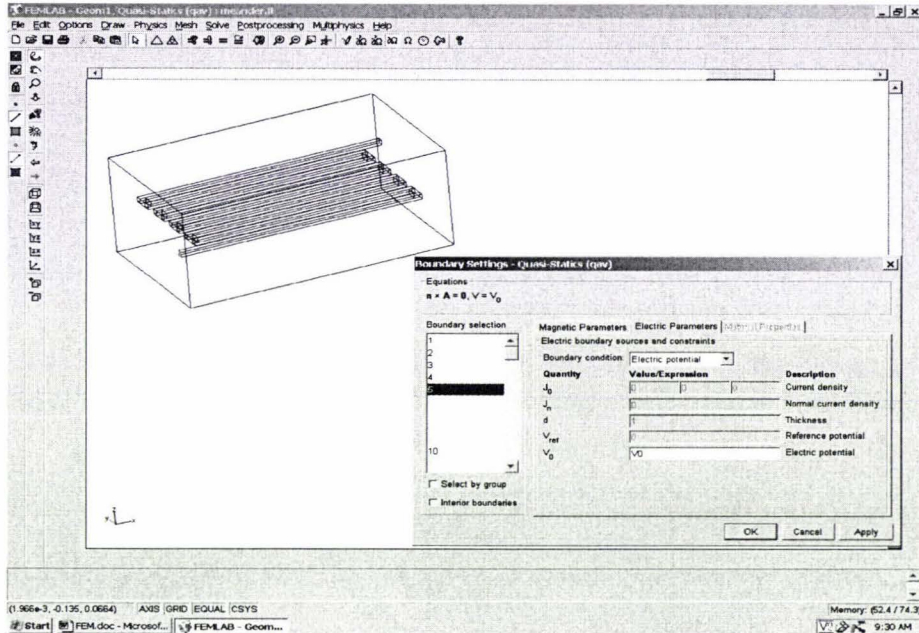 FEMLAB - Geom1, Quasi-Statics (qav) : meander.fl
File Edit Options Draw Physics Mesh Solve Postprocessing Multiphysics Help
Boundary Settings - Quasi-Statics (qav)
Equations
n × A = 0, V = V0
Boundary selection
1
2
3
4
5
10
Select by group
Interior boundaries
Magnetic Parameters Electric Parameters
Electric boundary sources and constraints
Boundary condition: Electric potential
Quantity Value/Expression Description
J0 0 0 0 Current density
Jn 0 Normal current density
d 1 Thickness
Vref 0 Reference potential
V0 V0 Electric potential
OK Cancel Apply
(1.966e-3, -0.135, 0.0664) AXIS GRID EQUAL CSYS
Memory: (52.4 / 74.3
Start FEM.doc - Microsof... FEMLAB - Geom... 9:30 AM